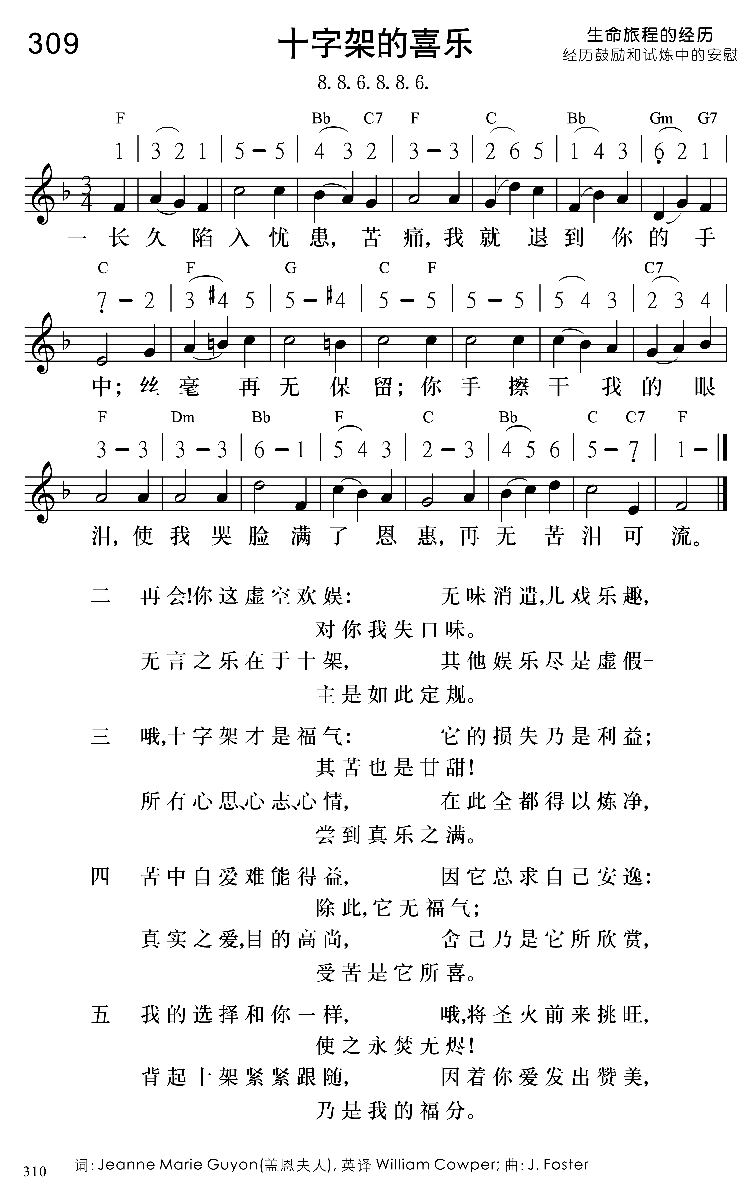 309
十字架的喜乐
生命旅程的经历
经历鼓励和试炼中的安慰
8. 8. 6. 8. 8. 6.
F Bb C7 F C Bb Gm G7
1 | 3 2 1 | 5 – 5 | 4 3 2 | 3 – 3 | 2 6 5 | 1 4 3 | 6 2 1 |
3/4
一 长久陷入忧患, 苦痛,我就退到你的手
C F G C F C7
7 – 2 | 3 #4 5 | 5 – #4 | 5 – 5 | 5 – 5 | 5 4 3 | 2 3 4 |
中; 丝毫再无保留; 你手擦干我的眼
F Dm Bb F C Bb C C7 F
3 – 3 | 3 – 3 | 6 – 1 | 5 4 3 | 2 – 3 | 4 5 6 | 5 – 7 | 1 – ‖
泪, 使我哭脸满了恩惠, 再无苦泪可流。
二 再会!你这虚空欢娱: 无味消遣,儿戏乐趣,
对你我失口味。
无言之乐在于十架, 其他娱乐尽是虚假–
主是如此定规。
三 哦,十字架才是福气: 它的损失乃是利益;
其苦也是甘甜!
所有心思、心志、心情, 在此全都得以炼净,
尝到真乐之满。
四 苦中自爱难能得益, 因它总求自己安逸:
除此,它无福气;
真实之爱,目的高尚, 舍己乃是它所欣赏,
受苦是它所喜。
五 我的选择和你一样, 哦,将圣火前来挑旺,
使之永焚无烬!
背起十架紧紧跟随, 因着你爱发出赞美,
乃是我的福分。
310 词: Jeanne Marie Guyon(盖恩夫人), 英译 William Cowper; 曲: J. Foster